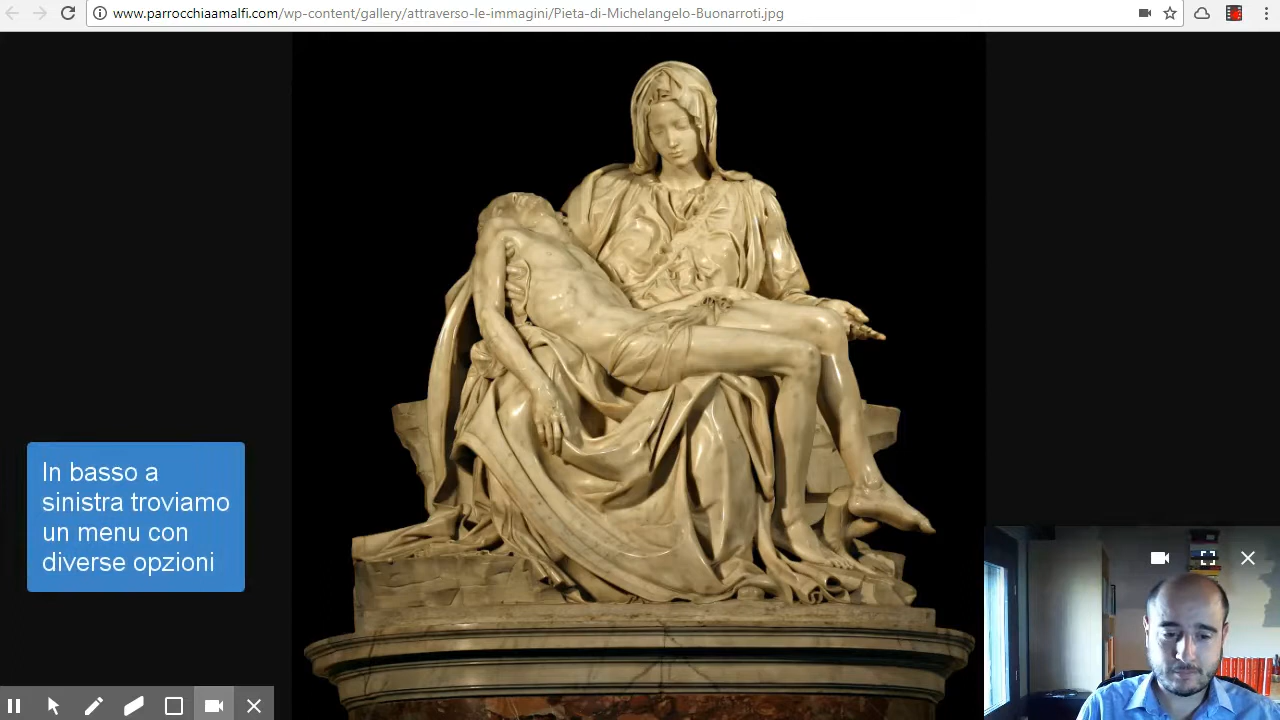 www.parrocchiaamalfi.com/wp-content/gallery/attraverso-le-immagini/Pieta-di-Michelangelo-Buonarroti.jpg
In basso a
sinistra troviamo
un menu con
diverse opzioni